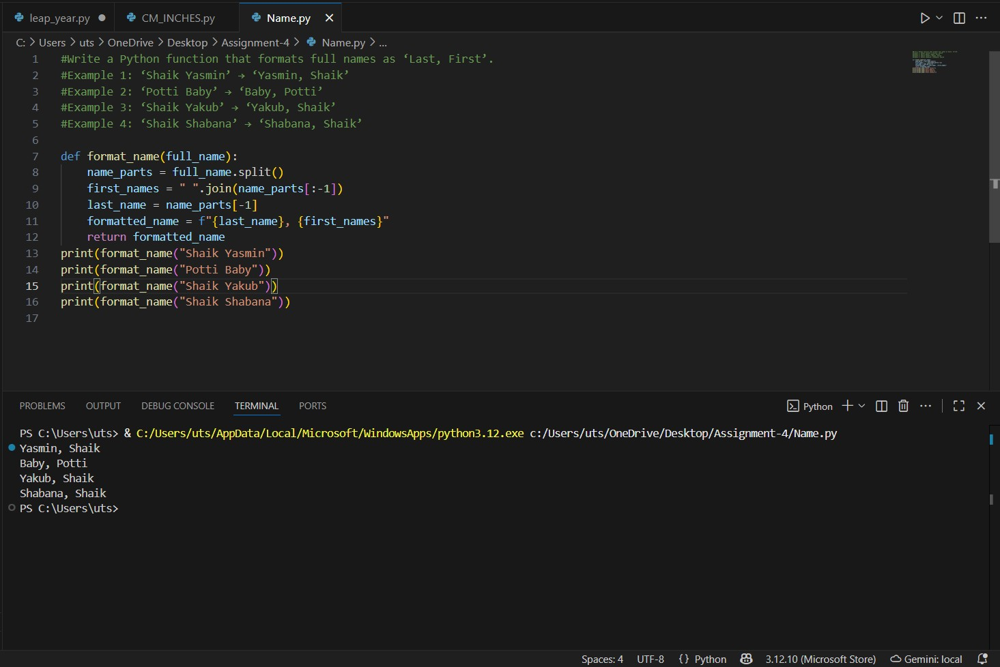 leap_year.py
CM_INCHES.py
Name.py
C: > Users > uts > OneDrive > Desktop > Assignment-4 > Name.py > ...
1 #Write a Python function that formats full names as ‘Last, First’.
2 #Example 1: ‘Shaik Yasmin’ → ‘Yasmin, Shaik’
3 #Example 2: ‘Potti Baby’ → ‘Baby, Potti’
4 #Example 3: ‘Shaik Yakub’ → ‘Yakub, Shaik’
5 #Example 4: ‘Shaik Shabana’ → ‘Shabana, Shaik’
6
7 def format_name(full_name):
8     name_parts = full_name.split()
9     first_names = " ".join(name_parts[:-1])
10     last_name = name_parts[-1]
11     formatted_name = f"{last_name}, {first_names}"
12     return formatted_name
13 print(format_name("Shaik Yasmin"))
14 print(format_name("Potti Baby"))
15 print(format_name("Shaik Yakub"))
16 print(format_name("Shaik Shabana"))
17
PROBLEMS OUTPUT DEBUG CONSOLE TERMINAL PORTS Python
PS C:\Users\uts> & C:/Users/uts/AppData/Local/Microsoft/WindowsApps/python3.12.exe c:/Users/uts/OneDrive/Desktop/Assignment-4/Name.py
Yasmin, Shaik
Baby, Potti
Yakub, Shaik
Shabana, Shaik
PS C:\Users\uts>
Spaces: 4 UTF-8 {} Python 3.12.10 (Microsoft Store) Gemini: local